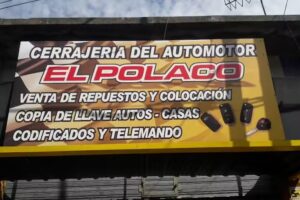 CERRAJERIA DEL AUTOMOTOR
EL POLACO
VENTA DE REPUESTOS Y COLOCACIÓN
COPIA DE LLAVE AUTOS - CASAS
CODIFICADOS Y TELEMANDO